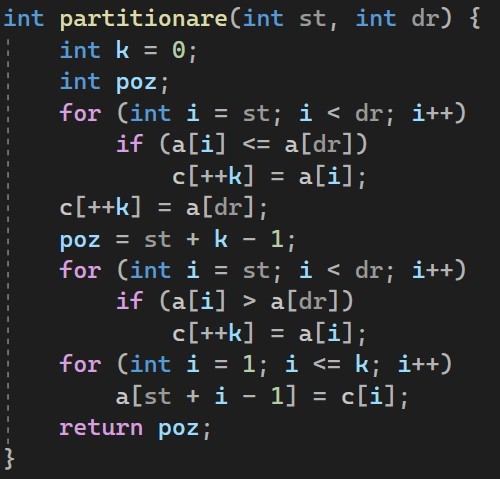 int partitionare(int st, int dr) {
    int k = 0;
    int poz;
    for (int i = st; i < dr; i++)
        if (a[i] <= a[dr])
            c[++k] = a[i];
    c[++k] = a[dr];
    poz = st + k - 1;
    for (int i = st; i < dr; i++)
        if (a[i] > a[dr])
            c[++k] = a[i];
    for (int i = 1; i <= k; i++)
        a[st + i - 1] = c[i];
    return poz;
}